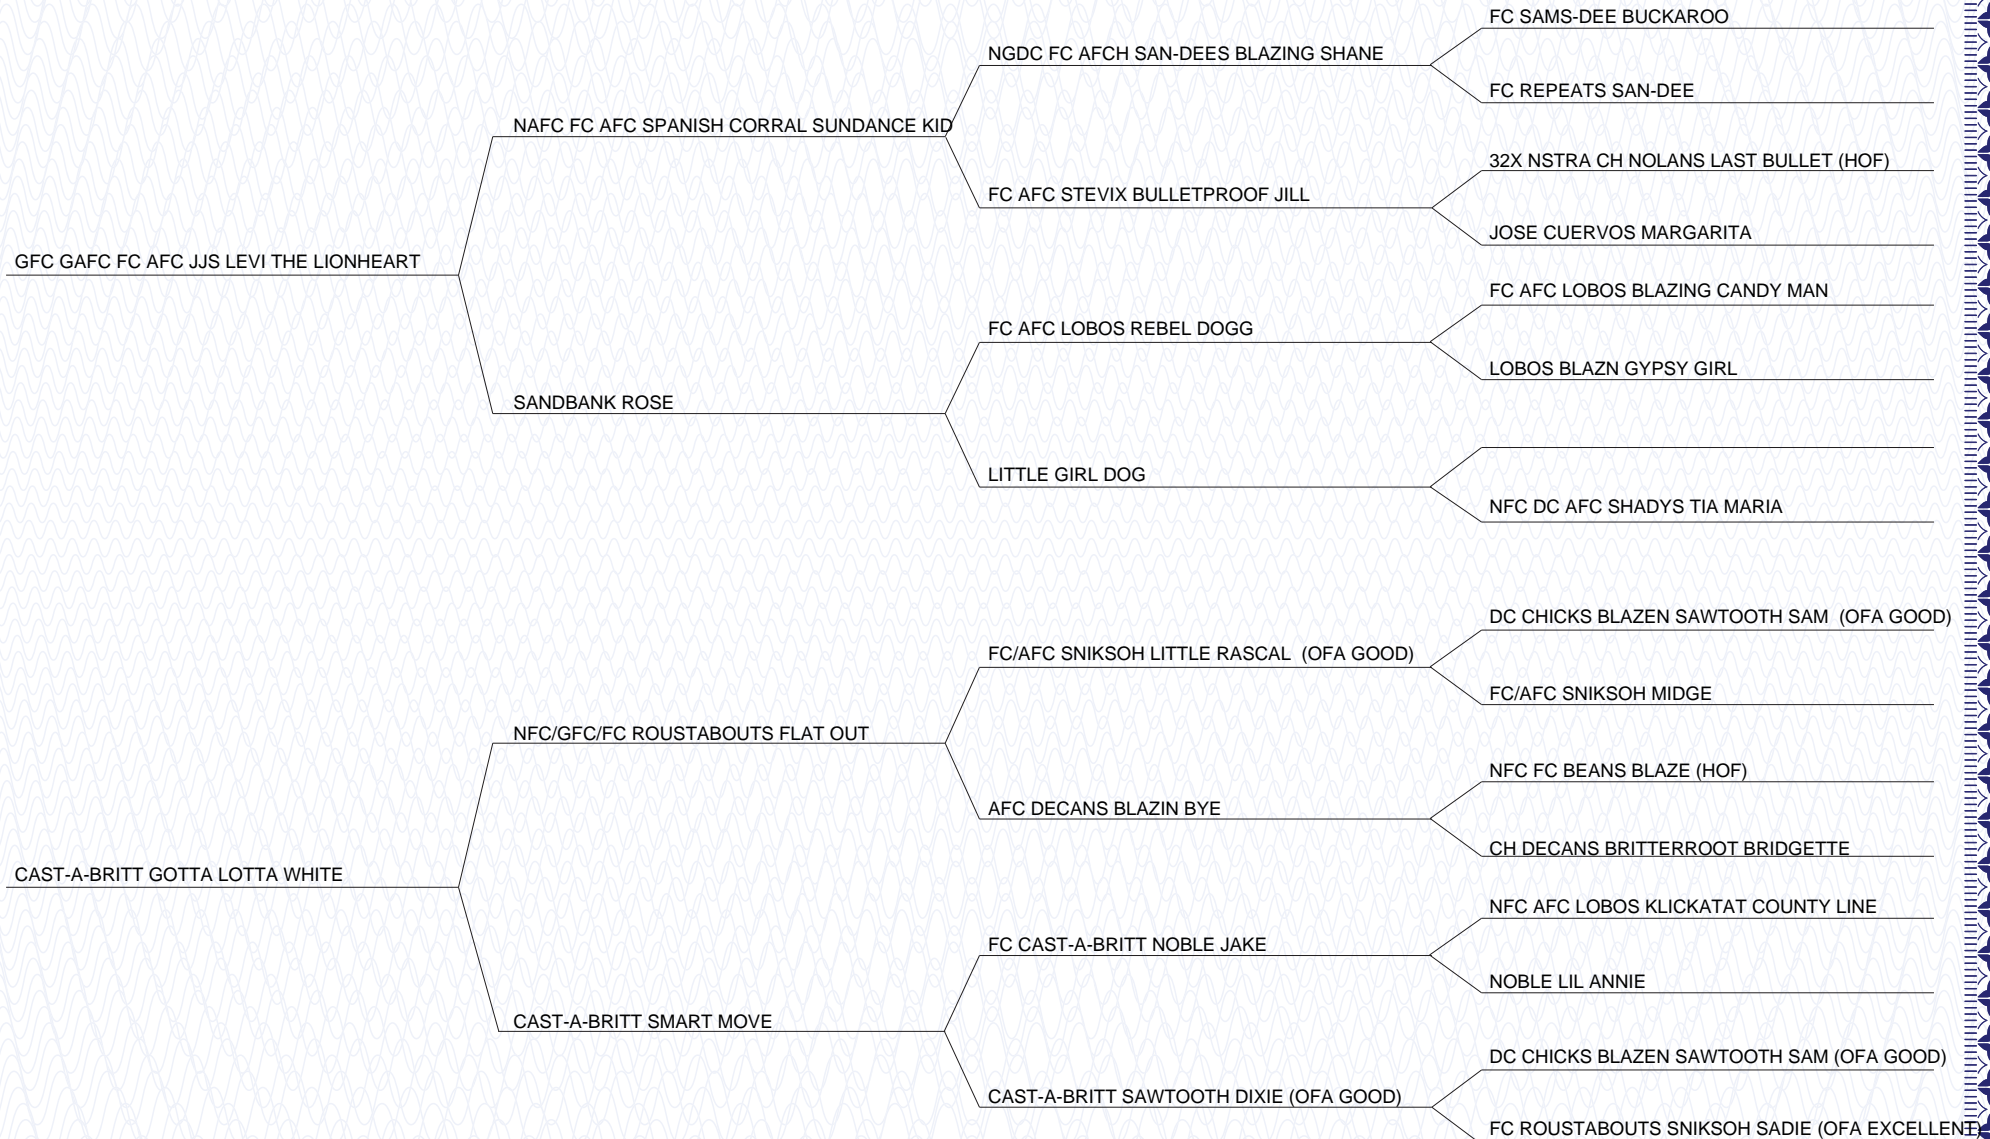 FC SAMS-DEE BUCKAROO
NGDC FC AFCH SAN-DEES BLAZING SHANE
FC REPEATS SAN-DEE
NAFC FC AFC SPANISH CORRAL SUNDANCE KID
32X NSTRA CH NOLANS LAST BULLET (HOF)
FC AFC STEVIX BULLETPROOF JILL
JOSE CUERVOS MARGARITA
GFC GAFC FC AFC JJS LEVI THE LIONHEART
FC AFC LOBOS BLAZING CANDY MAN
FC AFC LOBOS REBEL DOGG
LOBOS BLAZN GYPSY GIRL
SANDBANK ROSE
LITTLE GIRL DOG
NFC DC AFC SHADYS TIA MARIA
DC CHICKS BLAZEN SAWTOOTH SAM (OFA GOOD)
FC/AFC SNIKSOH LITTLE RASCAL (OFA GOOD)
FC/AFC SNIKSOH MIDGE
NFC/GFC/FC ROUSTABOUTS FLAT OUT
NFC FC BEANS BLAZE (HOF)
AFC DECANS BLAZIN BYE
CH DECANS BRITTERROOT BRIDGETTE
CAST-A-BRITT GOTTA LOTTA WHITE
NFC AFC LOBOS KLICKATAT COUNTY LINE
FC CAST-A-BRITT NOBLE JAKE
NOBLE LIL ANNIE
CAST-A-BRITT SMART MOVE
DC CHICKS BLAZEN SAWTOOTH SAM (OFA GOOD)
CAST-A-BRITT SAWTOOTH DIXIE (OFA GOOD)
FC ROUSTABOUTS SNIKSOH SADIE (OFA EXCELLENT)